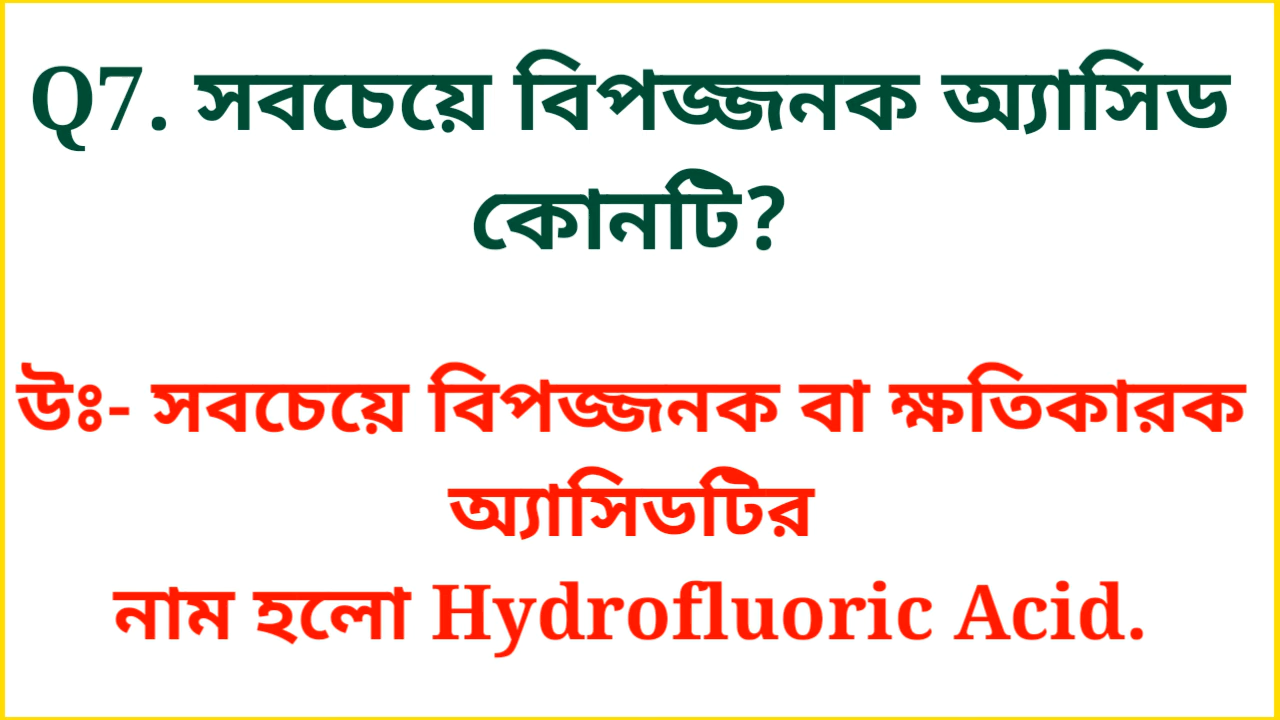 Q7. সবচেয়ে বিপজ্জনক অ্যাসিড
কোনটি?
উঃ- সবচেয়ে বিপজ্জনক বা ক্ষতিকারক
অ্যাসিডটির
নাম হলো Hydrofluoric Acid.